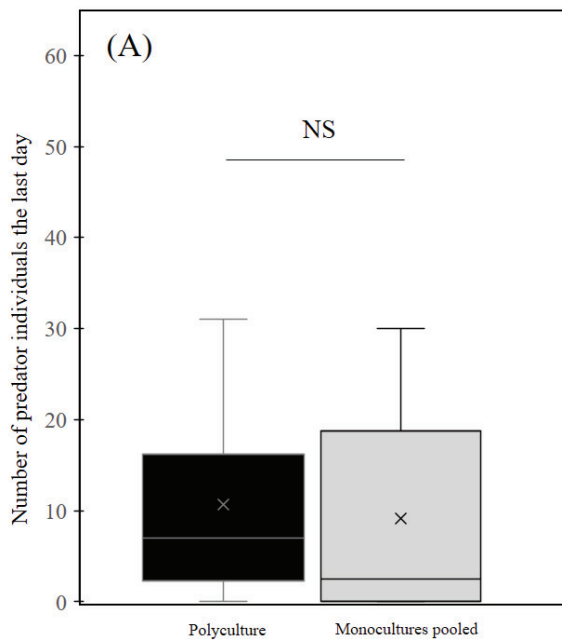 (A)
Number of predator individuals the last day
60
50
40
30
20
10
0
NS
Polyculture
Monocultures pooled